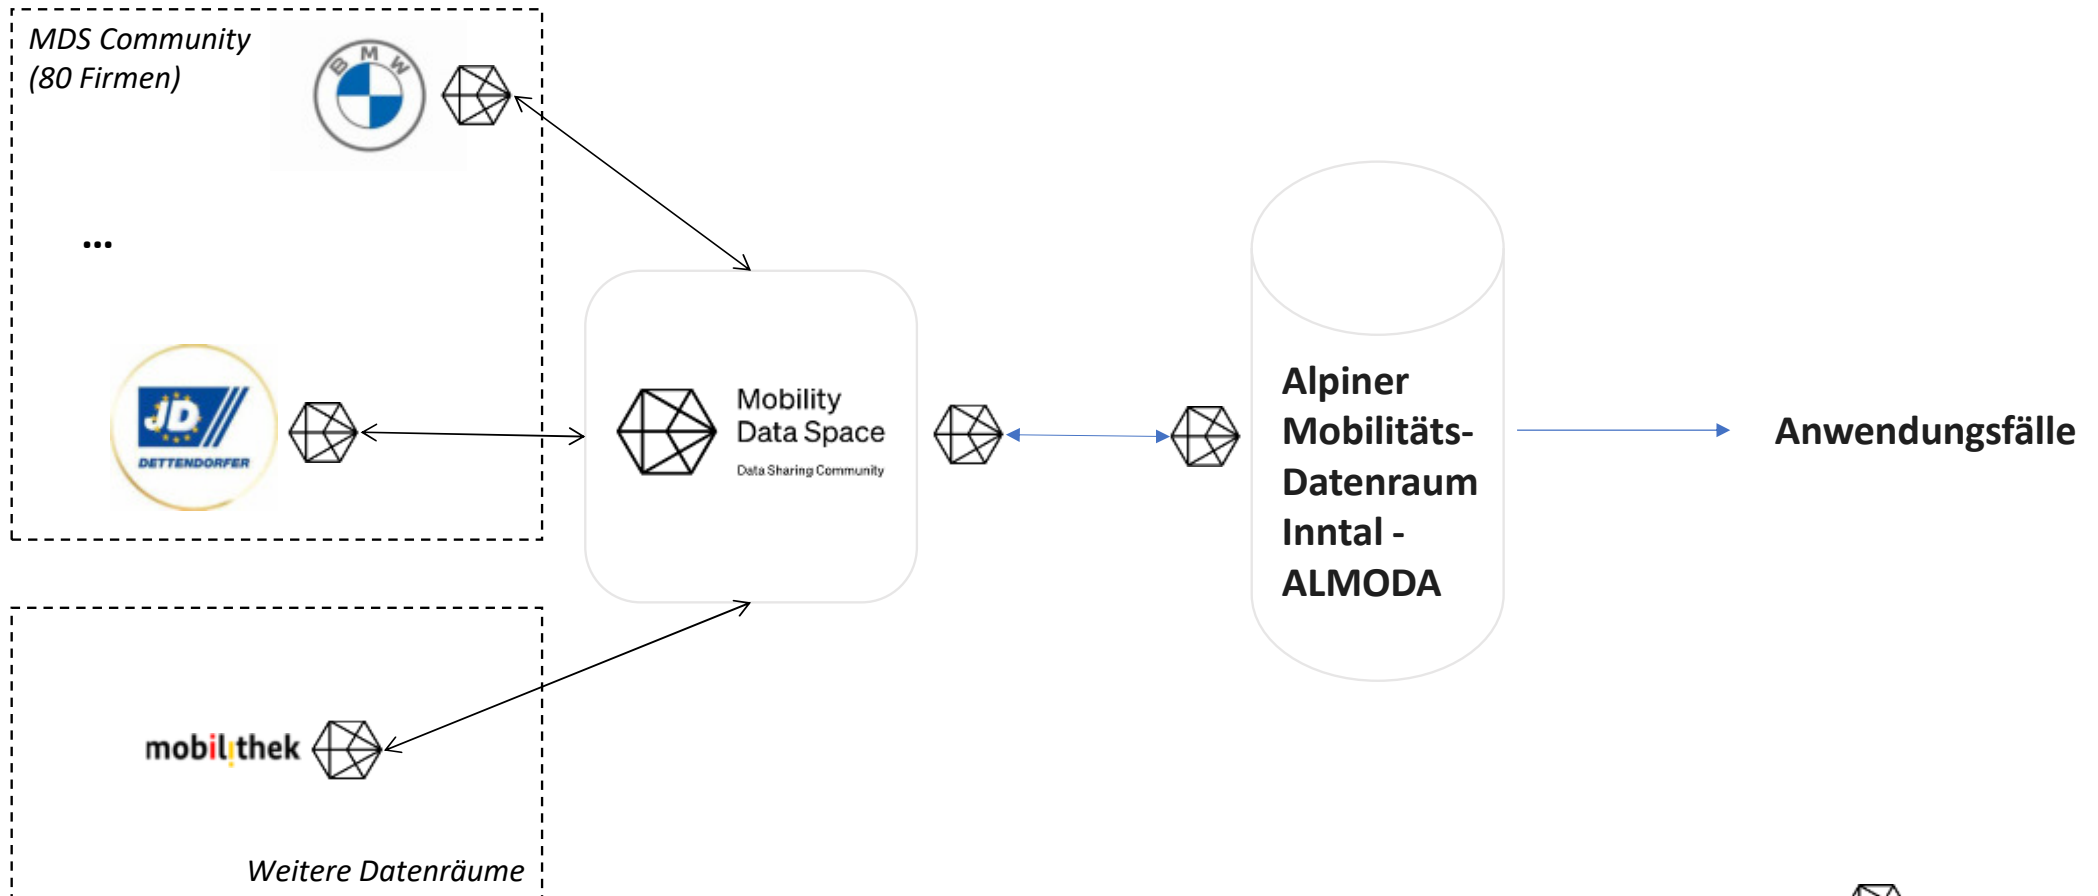 MDS Community
(80 Firmen)
BMW
...
JD
DETTENDORFER
Mobility
Data Space
Data Sharing Community
Alpiner
Mobilitäts-
Datenraum
Inntal -
ALMODA
Anwendungsfälle
mobilithek
Weitere Datenräume